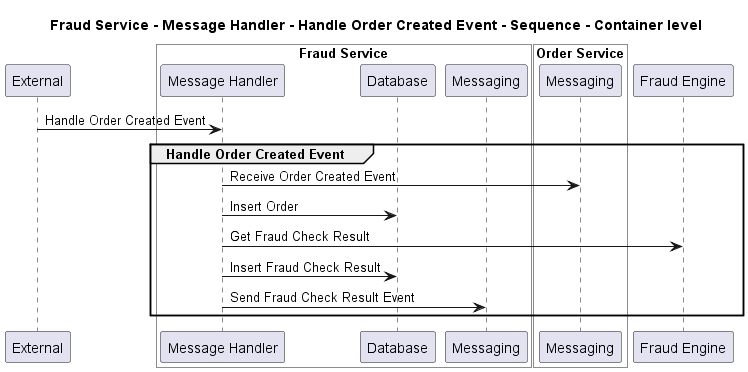 Fraud Service - Message Handler - Handle Order Created Event - Sequence - Container level
Fraud Service
Order Service
External
Message Handler
Database
Messaging
Messaging
Fraud Engine
Handle Order Created Event
Handle Order Created Event
Receive Order Created Event
Insert Order
Get Fraud Check Result
Insert Fraud Check Result
Send Fraud Check Result Event
External
Message Handler
Database
Messaging
Messaging
Fraud Engine